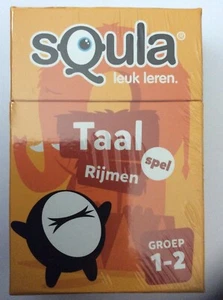 sQula®
leuk leren.
Taal
spel
Rijmen
GROEP
1-2